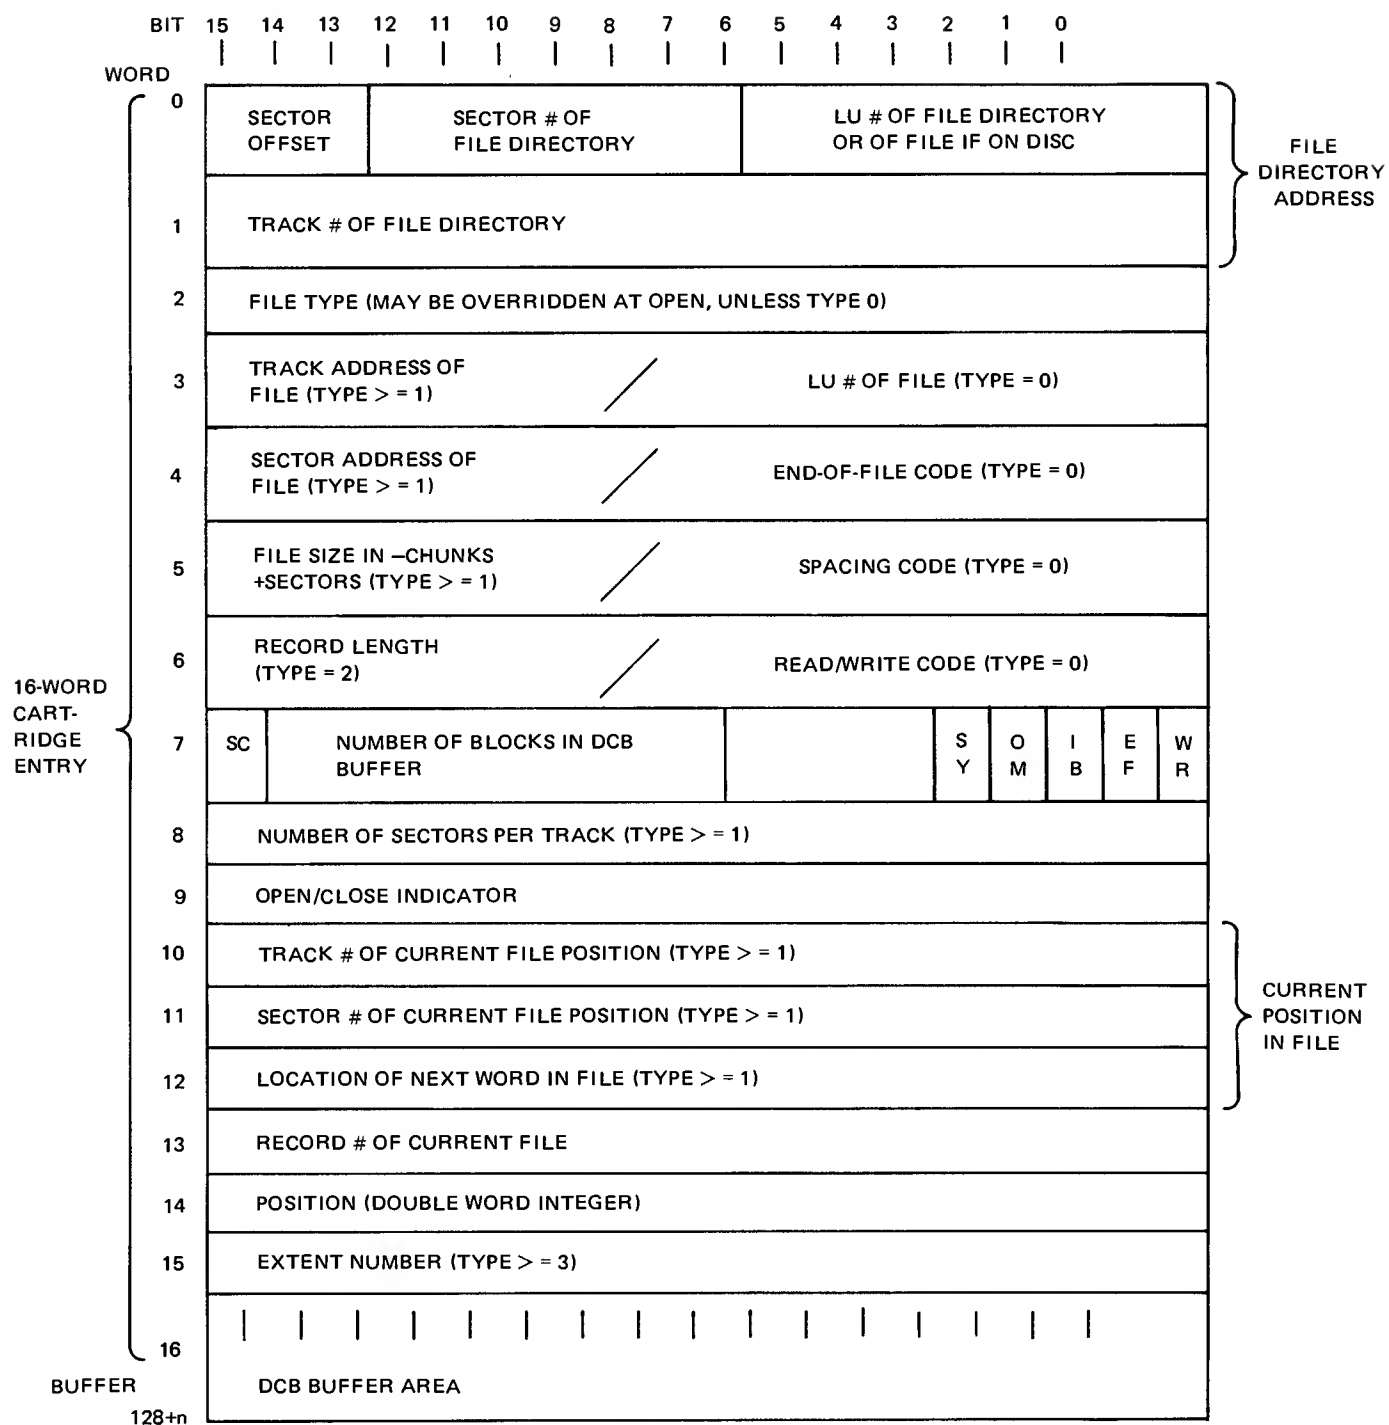 BIT 15 14 13 12 11 10 9 8 7 6 5 4 3 2 1 0
WORD
0
SECTOR
OFFSET
SECTOR # OF
FILE DIRECTORY
LU # OF FILE DIRECTORY
OR OF FILE IF ON DISC
FILE
DIRECTORY
ADDRESS
1 TRACK # OF FILE DIRECTORY
2 FILE TYPE (MAY BE OVERRIDDEN AT OPEN, UNLESS TYPE 0)
3
TRACK ADDRESS OF
FILE (TYPE > = 1)
/ LU # OF FILE (TYPE = 0)
4
SECTOR ADDRESS OF
FILE (TYPE > = 1)
/ END-OF-FILE CODE (TYPE = 0)
5
FILE SIZE IN –CHUNKS
+SECTORS (TYPE > = 1)
/ SPACING CODE (TYPE = 0)
6
RECORD LENGTH
(TYPE = 2)
/ READ/WRITE CODE (TYPE = 0)
16-WORD
CART-
RIDGE
ENTRY
7 SC
NUMBER OF BLOCKS IN DCB
BUFFER
S
Y
O
M
I
B
E
F
W
R
8 NUMBER OF SECTORS PER TRACK (TYPE > = 1)
9 OPEN/CLOSE INDICATOR
10 TRACK # OF CURRENT FILE POSITION (TYPE > = 1)
11 SECTOR # OF CURRENT FILE POSITION (TYPE > = 1)
CURRENT
POSITION
IN FILE
12 LOCATION OF NEXT WORD IN FILE (TYPE > = 1)
13 RECORD # OF CURRENT FILE
14 POSITION (DOUBLE WORD INTEGER)
15 EXTENT NUMBER (TYPE > = 3)
16
BUFFER DCB BUFFER AREA
128+n